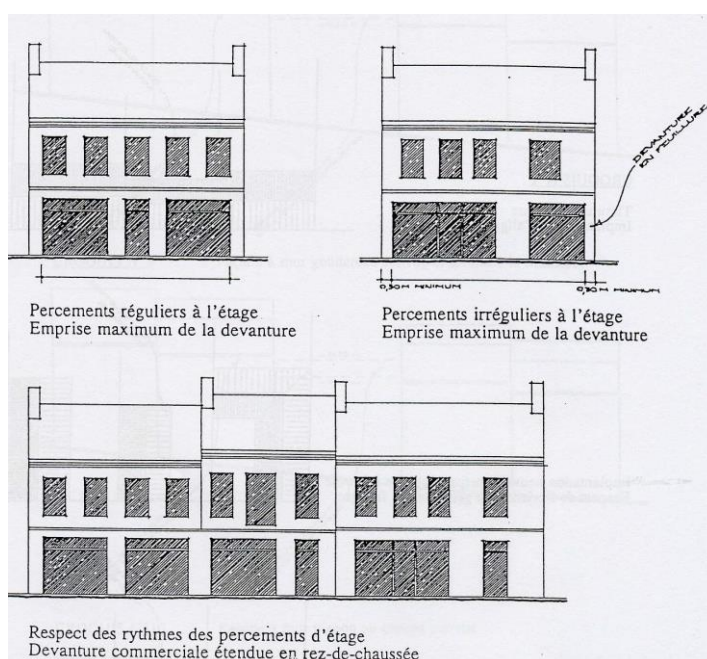 DEVANTURE
EN FEUILLURE
0,30 M MINIMUM
0,30 M MINIMUM
Percements réguliers à l'étage
Emprise maximum de la devanture
Percements irréguliers à l'étage
Emprise maximum de la devanture
Respect des rythmes des percements d'étage
Devanture commerciale étendue en rez-de-chaussée